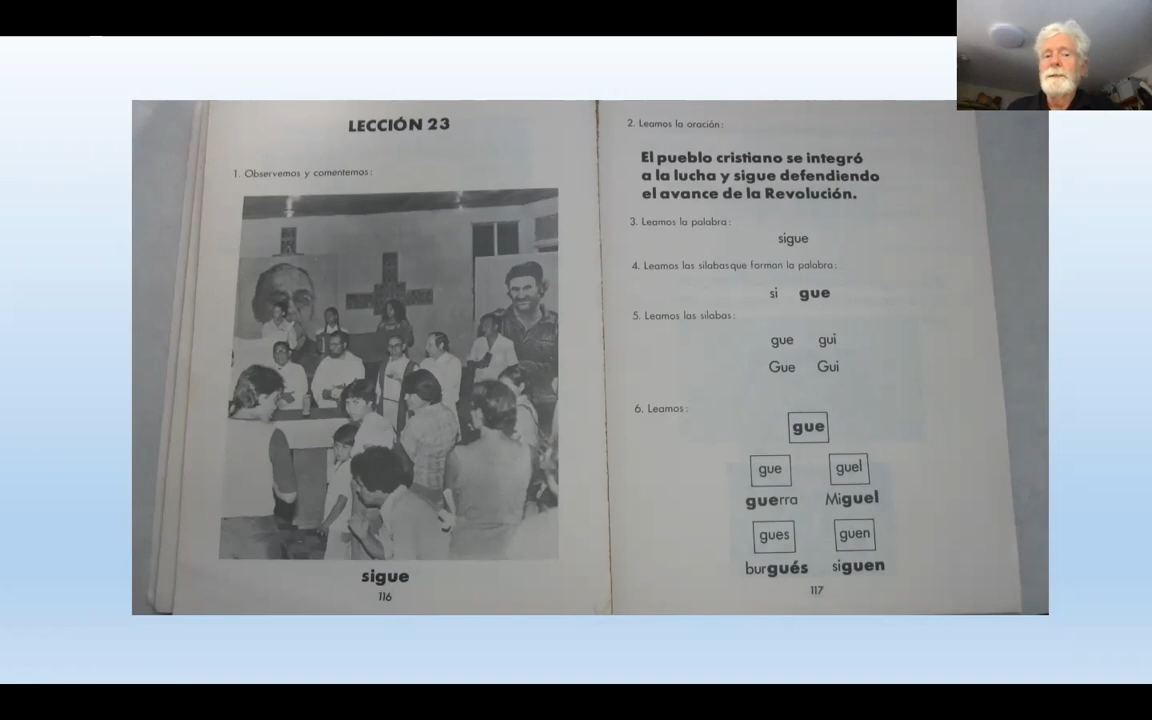 LECCIÓN 23
1. Observemos y comentemos:
sigue
116
2. Leamos la oración:
El pueblo cristiano se integró
a la lucha y sigue defendiendo
el avance de la Revolución.
3. Leamos la palabra:
sigue
4. Leamos las sílabas que forman la palabra:
si gue
5. Leamos las sílabas:
gue gui
Gue Gui
6. Leamos:
gue
gue guel
guerra Miguel
gues guen
burgués siguen
117